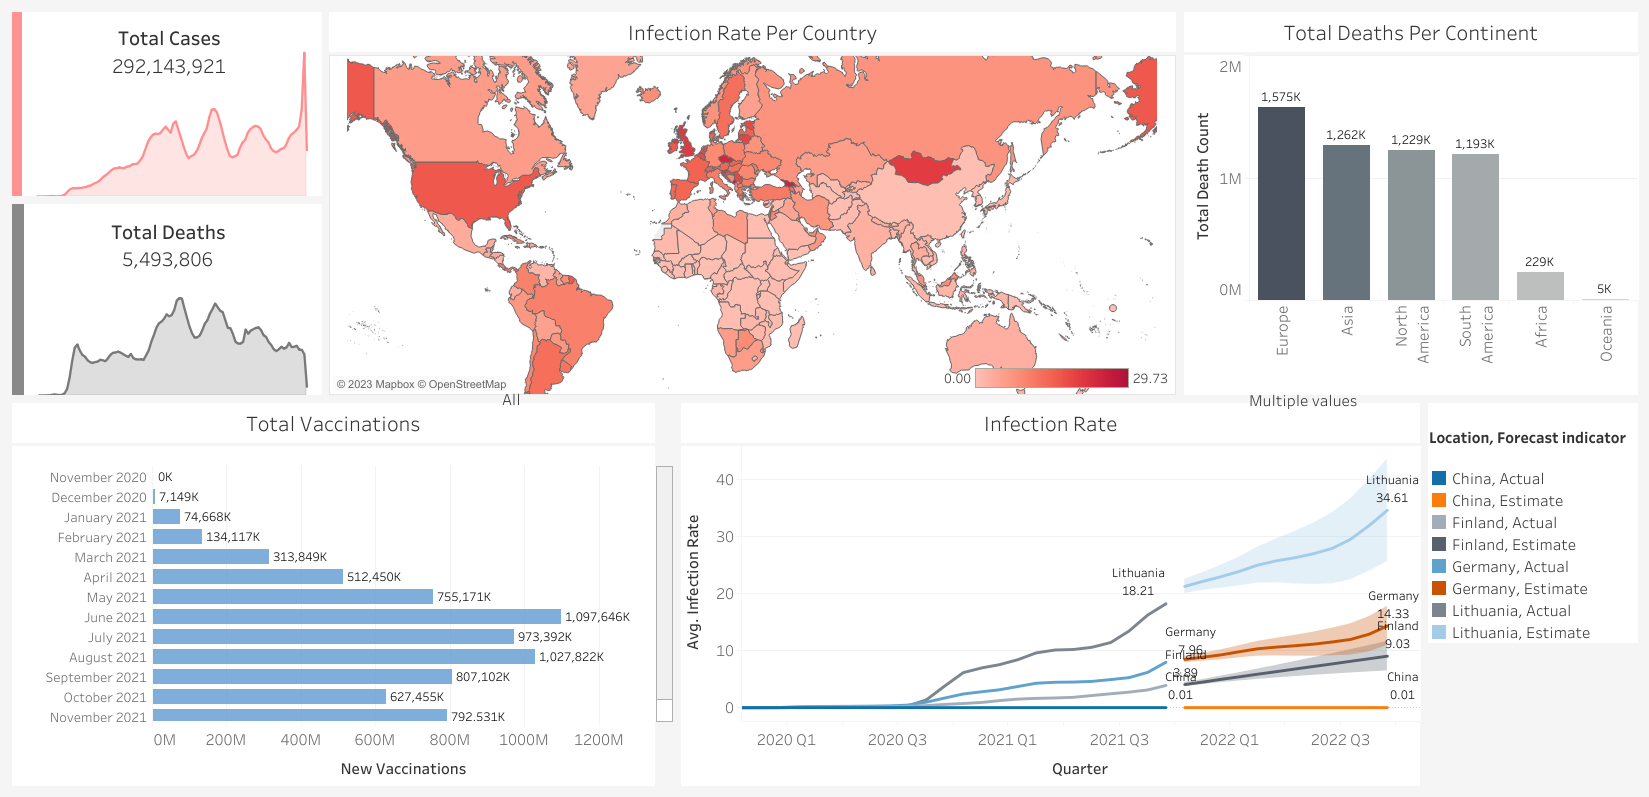 Total Cases
292,143,921
Total Deaths
5,493,806
Infection Rate Per Country
© 2023 Mapbox © OpenStreetMap
0.00
29.73
All
Total Deaths Per Continent
Total Death Count
2M
1M
0M
1,575K
1,262K
1,229K
1,193K
229K
5K
Europe
Asia
North
America
South
America
Africa
Oceania
Multiple values
Total Vaccinations
November 2020 0K
December 2020 7,149K
January 2021 74,668K
February 2021 134,117K
March 2021 313,849K
April 2021 512,450K
May 2021 755,171K
June 2021 1,097,646K
July 2021 973,392K
August 2021 1,027,822K
September 2021 807,102K
October 2021 627,455K
November 2021 792.531K
0M 200M 400M 600M 800M 1000M 1200M
New Vaccinations
Infection Rate
Avg. Infection Rate
40
30
20
10
0
Lithuania
18.21
Germany
7.96
Finland
3.89
China
0.01
Lithuania
34.61
Germany
14.33
Finland
9.03
China
0.01
2020 Q1 2020 Q3 2021 Q1 2021 Q3 2022 Q1 2022 Q3
Quarter
Location, Forecast indicator
China, Actual
China, Estimate
Finland, Actual
Finland, Estimate
Germany, Actual
Germany, Estimate
Lithuania, Actual
Lithuania, Estimate